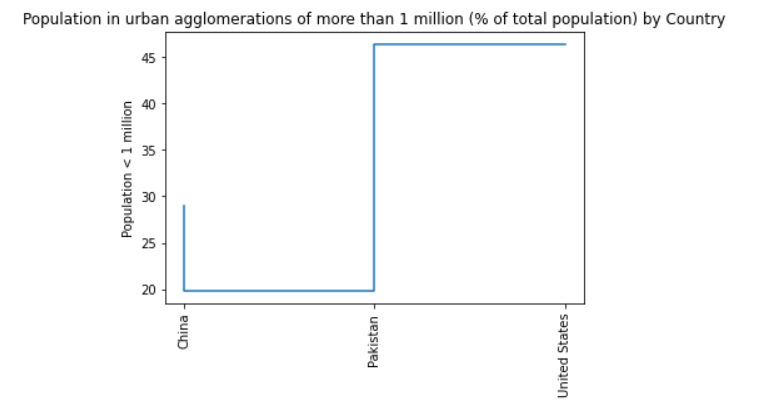 Population in urban agglomerations of more than 1 million (% of total population) by Country
Population < 1 million
45
40
35
30
25
20
China
Pakistan
United States